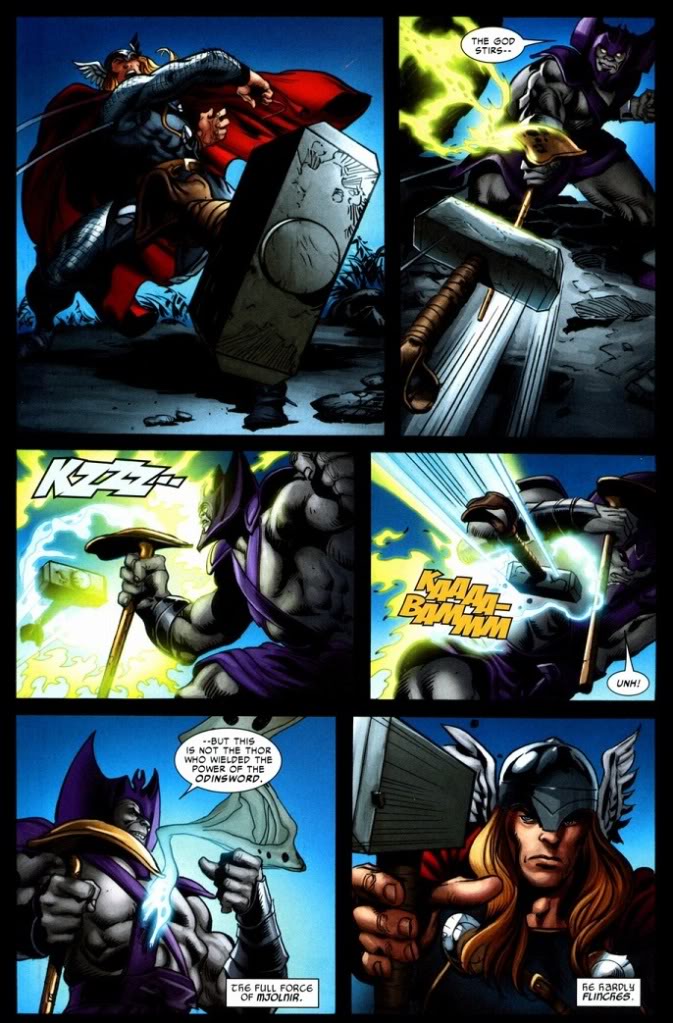 THE GOD
STIRS--
KZZZ--
KAAAA-
BAMMM
UNH!
--BUT THIS
IS NOT THE THOR
WHO WIELDED THE
POWER OF THE
ODINSWORD.
THE FULL FORCE
OF MJOLNIR.
HE HARDLY
FLINCHES.